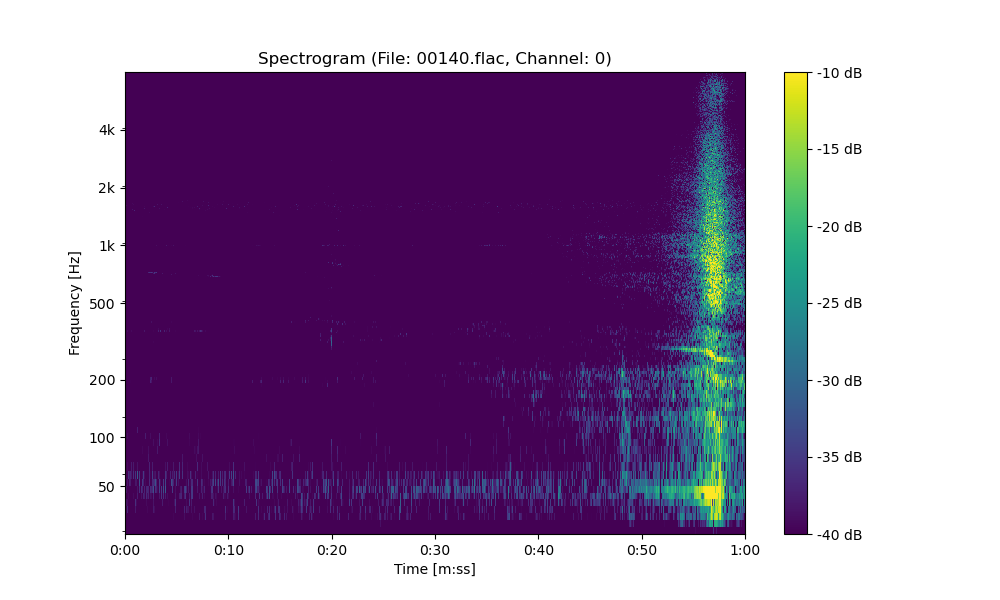 Spectrogram (File: 00140.flac, Channel: 0)
Frequency [Hz]
4k
2k
1k
500
200
100
50
0:00
0:10
0:20
0:30
0:40
0:50
1:00
Time [m:ss]
-10 dB
-15 dB
-20 dB
-25 dB
-30 dB
-35 dB
-40 dB